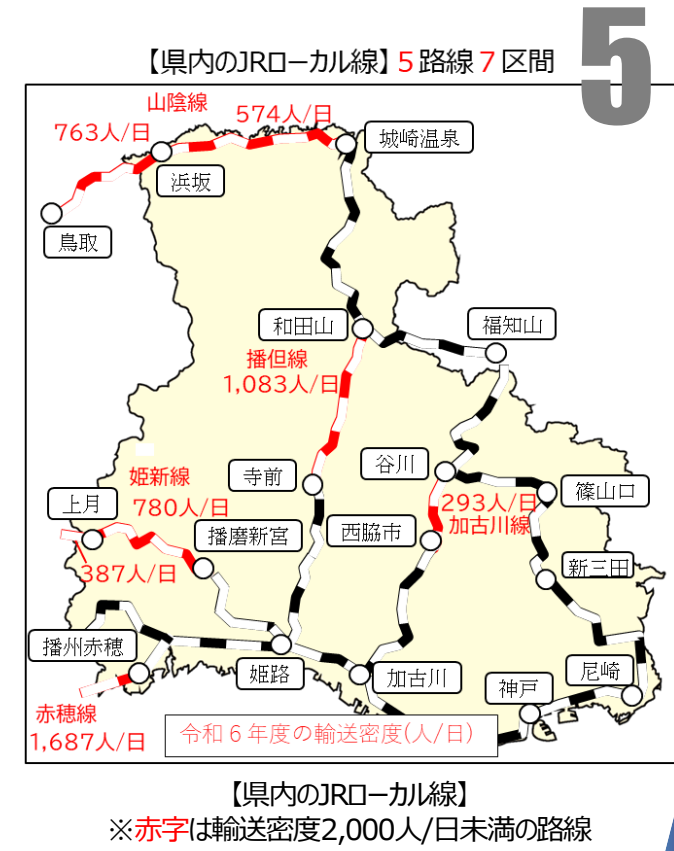 5
【県内のJRローカル線】5路線7区間
山陰線
763人/日
574人/日
城崎温泉
浜坂
鳥取
和田山
福知山
播但線
1,083人/日
谷川
寺前
篠山口
姫新線
上月
780人/日
播磨新宮
西脇市
293人/日
加古川線
387人/日
新三田
播州赤穂
姫路
加古川
神戸
尼崎
赤穂線
1,687人/日
令和6年度の輸送密度(人/日)
【県内のJRローカル線】
※赤字は輸送密度2,000人/日未満の路線